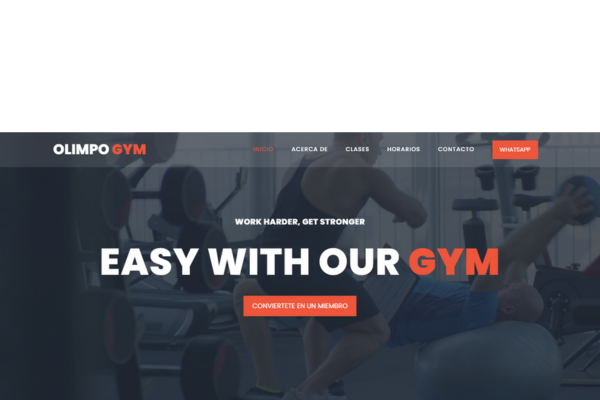 OLIMPO GYM
INICIO
ACERCA DE
CLASES
HORARIOS
CONTACTO
WHATSAPP
WORK HARDER, GET STRONGER
EASY WITH OUR GYM
CONVIERTETE EN UN MIEMBRO